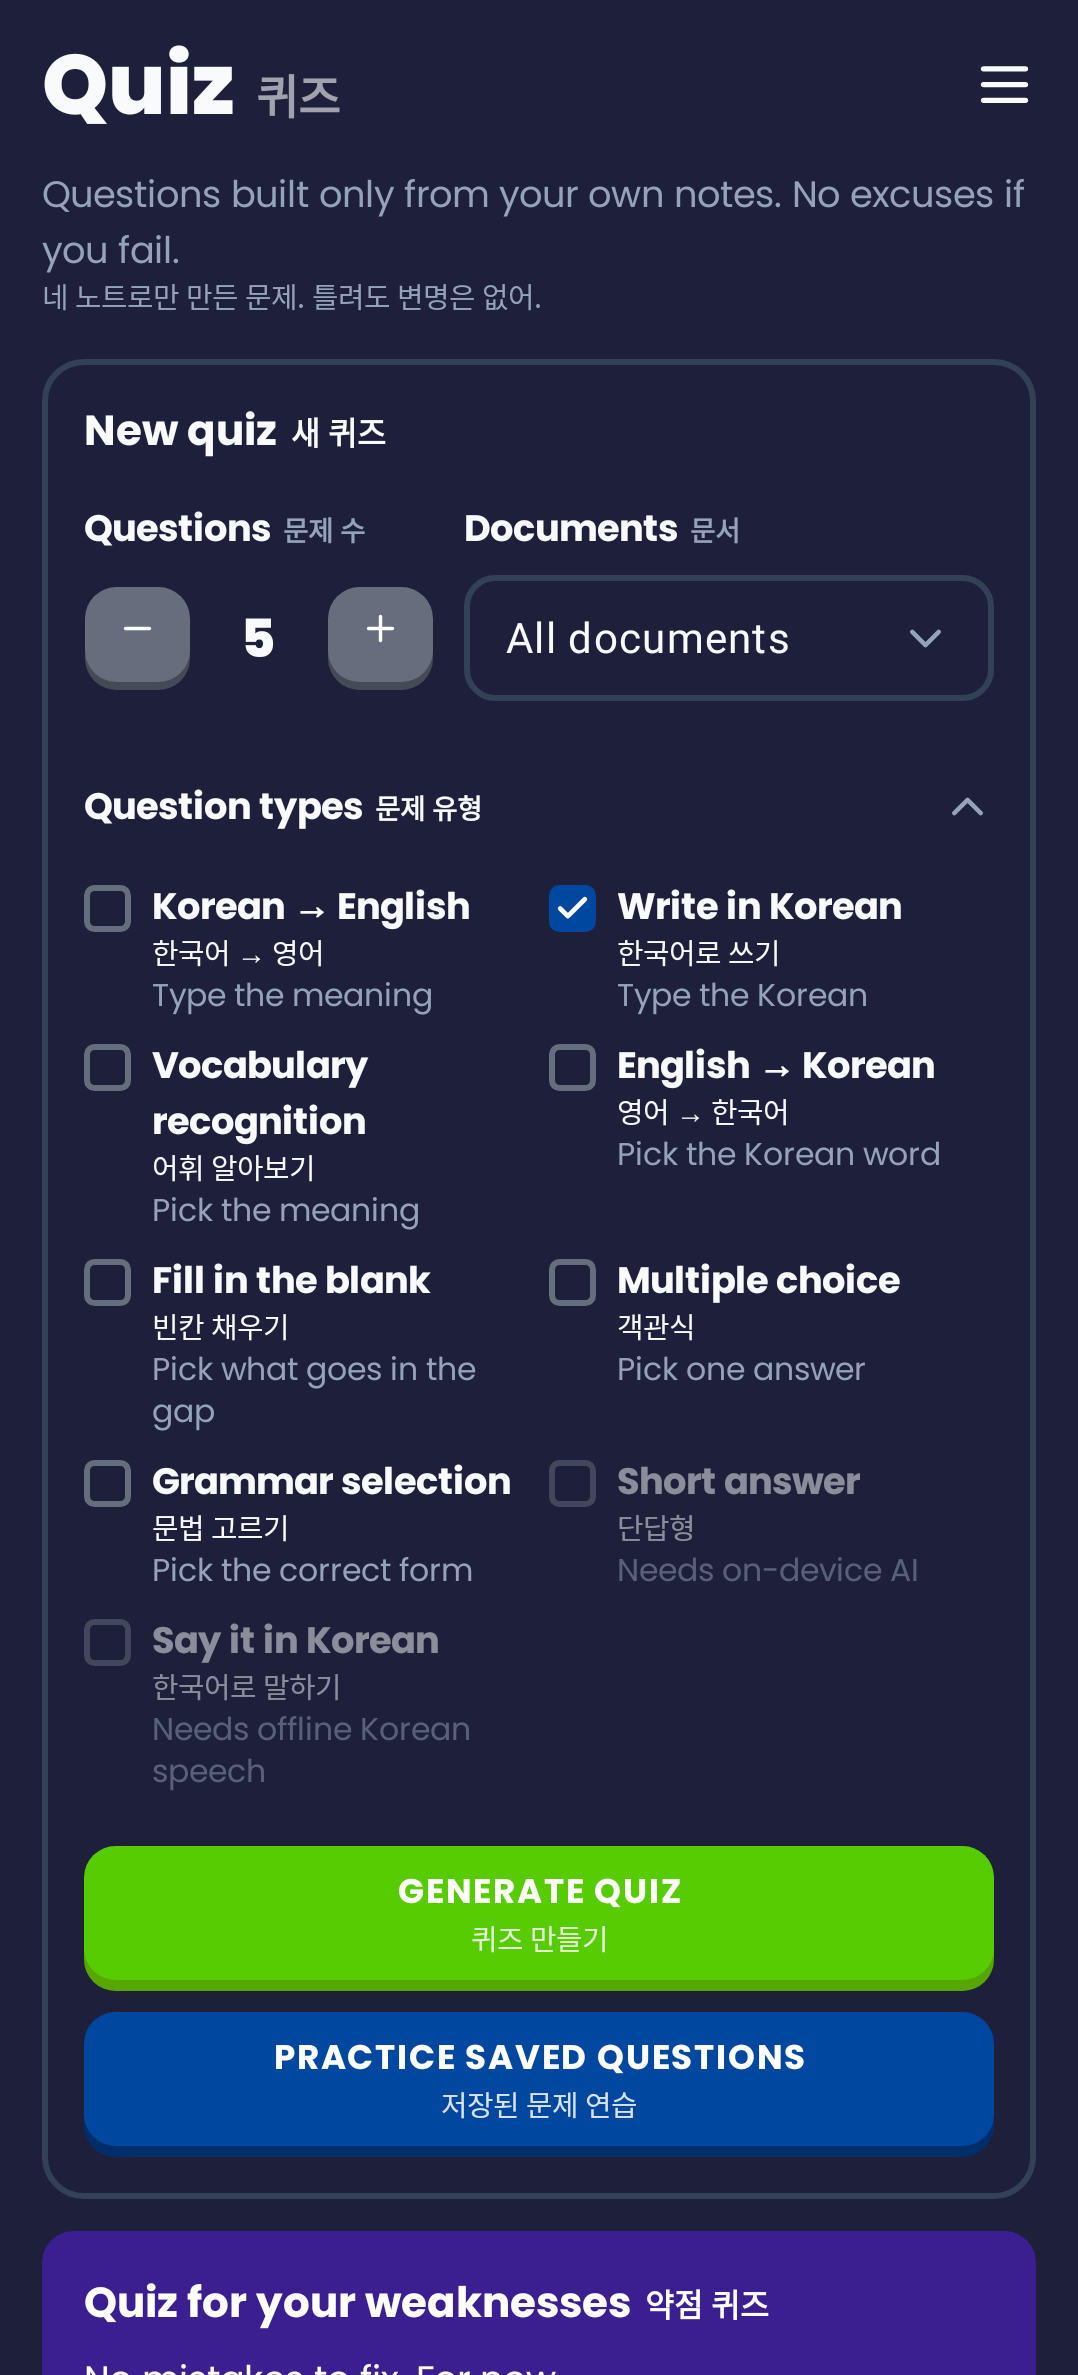 Quiz 퀴즈
Questions built only from your own notes. No excuses if
you fail.
네 노트로만 만든 문제. 틀려도 변명은 없어.
New quiz 새 퀴즈
Questions 문제 수
Documents 문서
5
All documents
Question types 문제 유형
Korean → English
한국어 → 영어
Type the meaning
Write in Korean
한국어로 쓰기
Type the Korean
Vocabulary
recognition
어휘 알아보기
Pick the meaning
English → Korean
영어 → 한국어
Pick the Korean word
Fill in the blank
빈칸 채우기
Pick what goes in the
gap
Multiple choice
객관식
Pick one answer
Grammar selection
문법 고르기
Pick the correct form
Short answer
단답형
Needs on-device AI
Say it in Korean
한국어로 말하기
Needs offline Korean
speech
GENERATE QUIZ
퀴즈 만들기
PRACTICE SAVED QUESTIONS
저장된 문제 연습
Quiz for your weaknesses 약점 퀴즈
No mistakes to fix. For now.